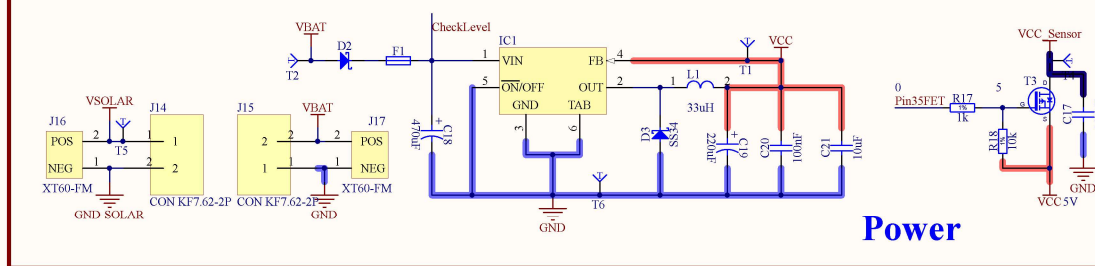 VBAT
CheckLevel
IC1
D2
F1
T2
1
VIN
FB
4
5
ON/OFF
OUT
2
GND
TAB
3
6
1
L1
2
33uH
T1
VCC
C18
470uF
D3
SS34
C19
220uF
C20
100nF
C21
10uF
T6
GND
VSOLAR
J14
J15
VBAT
J16
J17
POS
2
1
1
2
2
POS
T5
NEG
1
2
2
1
1
NEG
XT60-FM
CON KF7.62-2P
CON KF7.62-2P
XT60-FM
GND SOLAR
GND
VCC_Sensor
T3
D
G
S
0
5
Pin35FET
R17
1%
1k
R18
1%
10k
C17
GND
VCC 5V
Power